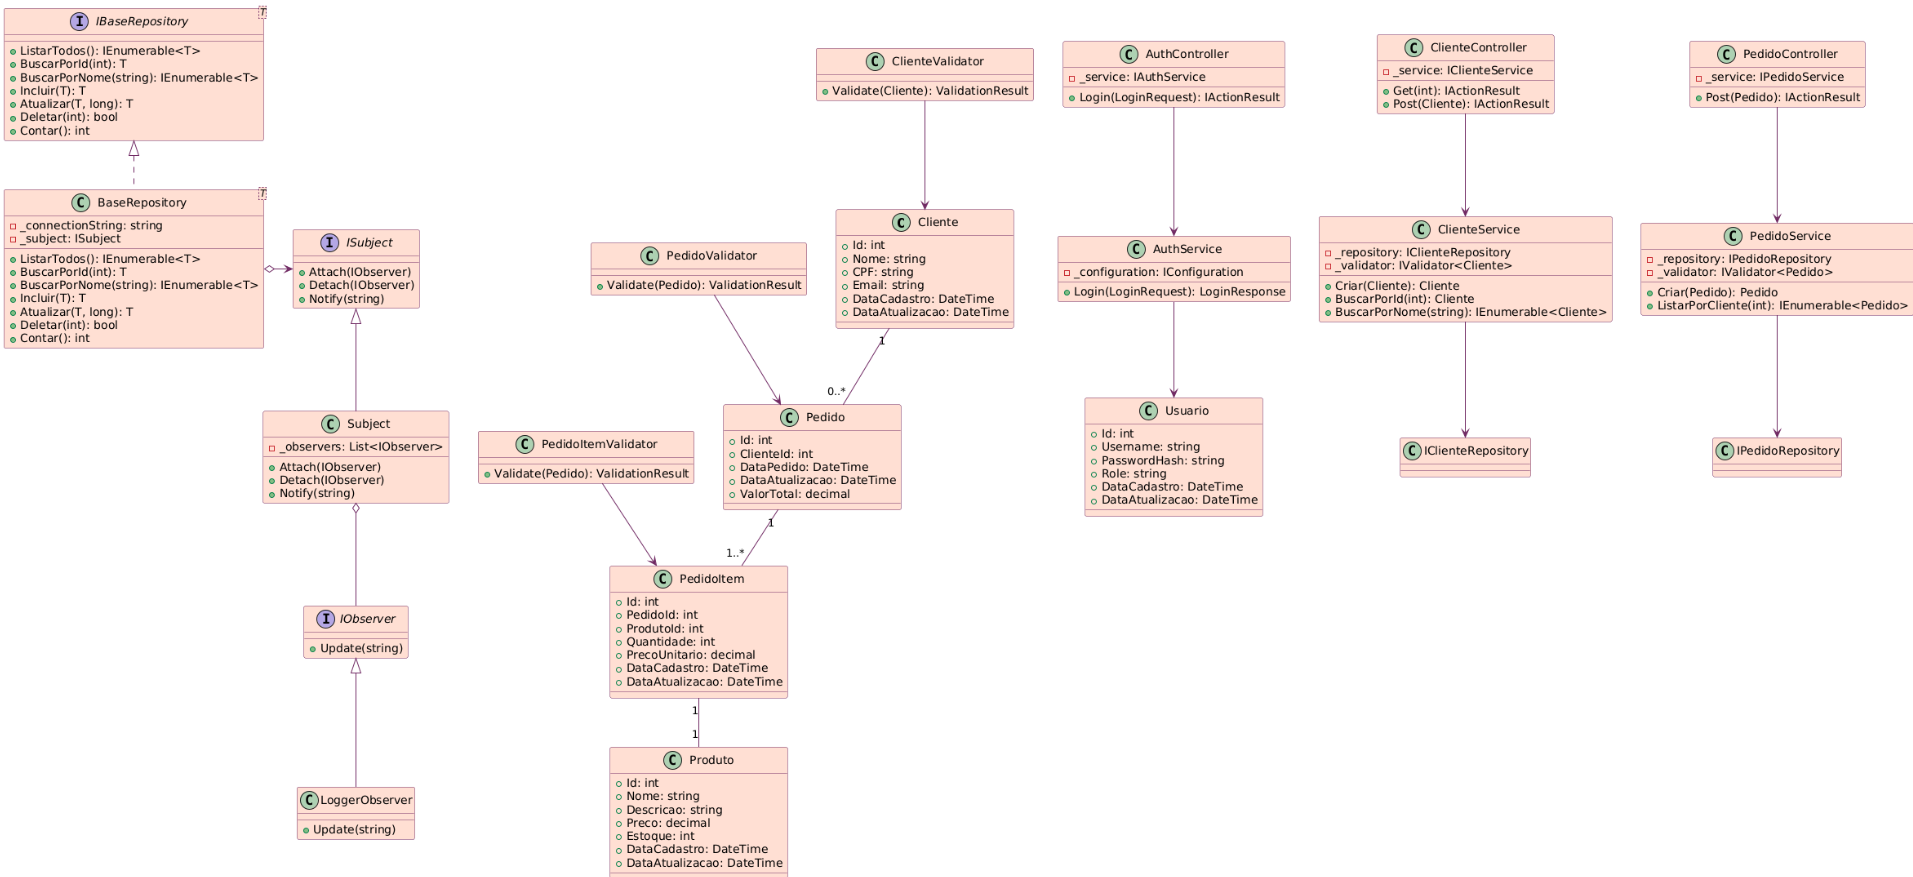 I IBaseRepository
T
ListarTodos(): IEnumerable<T>
BuscarPorId(int): T
BuscarPorNome(string): IEnumerable<T>
Incluir(T): T
Atualizar(T, long): T
Deletar(int): bool
Contar(): int
C BaseRepository
T
_connectionString: string
_subject: ISubject
ListarTodos(): IEnumerable<T>
BuscarPorId(int): T
BuscarPorNome(string): IEnumerable<T>
Incluir(T): T
Atualizar(T, long): T
Deletar(int): bool
Contar(): int
I ISubject
Attach(IObserver)
Detach(IObserver)
Notify(string)
C Subject
_observers: List<IObserver>
Attach(IObserver)
Detach(IObserver)
Notify(string)
I IObserver
Update(string)
C LoggerObserver
Update(string)
C ClienteValidator
Validate(Cliente): ValidationResult
C Cliente
Id: int
Nome: string
CPF: string
Email: string
DataCadastro: DateTime
DataAtualizacao: DateTime
1
0..*
C PedidoValidator
Validate(Pedido): ValidationResult
C Pedido
Id: int
ClienteId: int
DataPedido: DateTime
DataAtualizacao: DateTime
ValorTotal: decimal
1
1..*
C PedidoItemValidator
Validate(Pedido): ValidationResult
C PedidoItem
Id: int
PedidoId: int
ProdutoId: int
Quantidade: int
PrecoUnitario: decimal
DataCadastro: DateTime
DataAtualizacao: DateTime
1
1
C Produto
Id: int
Nome: string
Descricao: string
Preco: decimal
Estoque: int
DataCadastro: DateTime
DataAtualizacao: DateTime
C AuthController
_service: IAuthService
Login(LoginRequest): IActionResult
C AuthService
_configuration: IConfiguration
Login(LoginRequest): LoginResponse
C Usuario
Id: int
Username: string
PasswordHash: string
Role: string
DataCadastro: DateTime
DataAtualizacao: DateTime
C ClienteController
_service: IClienteService
Get(int): IActionResult
Post(Cliente): IActionResult
C ClienteService
_repository: IClienteRepository
_validator: IValidator<Cliente>
Criar(Cliente): Cliente
BuscarPorId(int): Cliente
BuscarPorNome(string): IEnumerable<Cliente>
C IClienteRepository
C PedidoController
_service: IPedidoService
Post(Pedido): IActionResult
C PedidoService
_repository: IPedidoRepository
_validator: IValidator<Pedido>
Criar(Pedido): Pedido
ListarPorCliente(int): IEnumerable<Pedido>
C IPedidoRepository